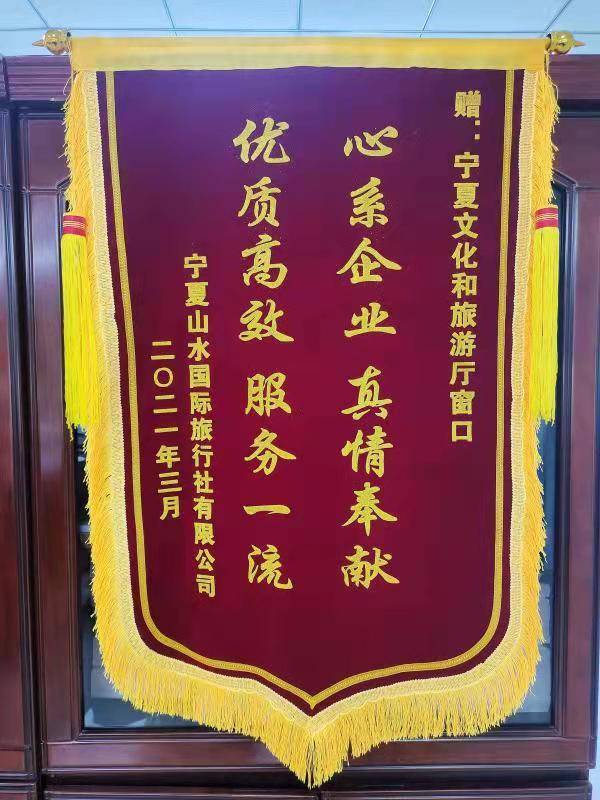 赠：宁夏文化和旅游厅窗口
心系企业 真情奉献
优质高效 服务一流
宁夏山水国际旅行社有限公司
二〇二一年三月